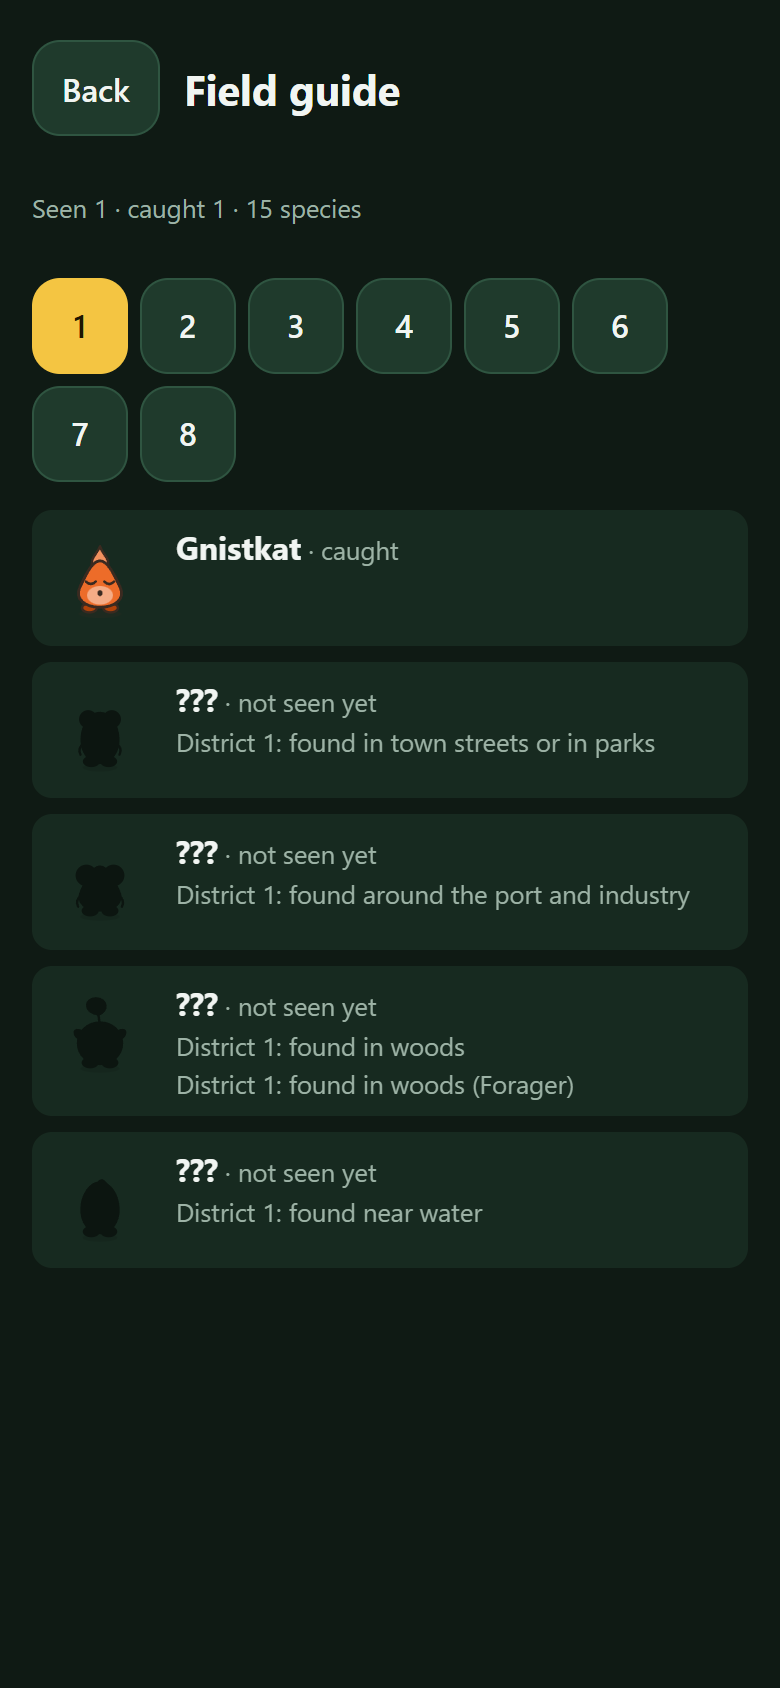 Back
Field guide
Seen 1 · caught 1 · 15 species
1 2 3 4 5 6
7 8
Gnistkat · caught
??? · not seen yet
District 1: found in town streets or in parks
??? · not seen yet
District 1: found around the port and industry
??? · not seen yet
District 1: found in woods
District 1: found in woods (Forager)
??? · not seen yet
District 1: found near water